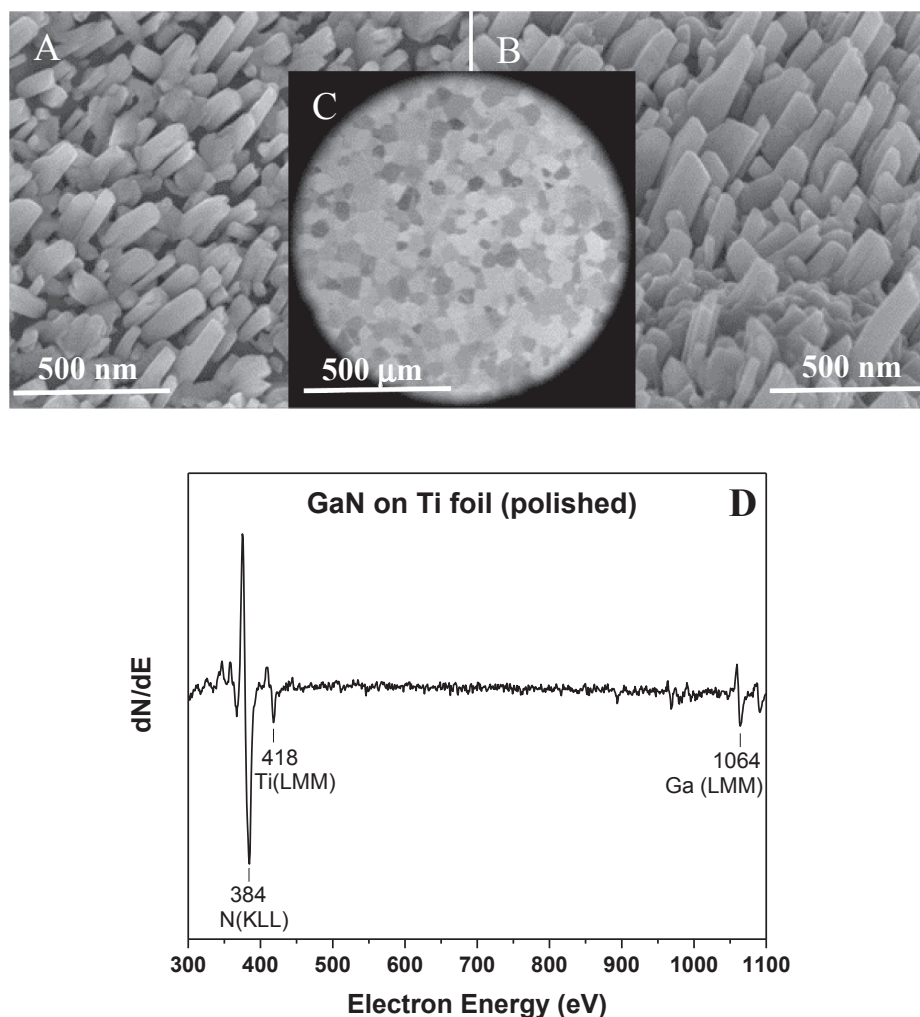 A
B
C
500 nm
500 μm
500 nm
GaN on Ti foil (polished)
D
dN/dE
418
Ti(LMM)
1064
Ga (LMM)
384
N(KLL)
300 400 500 600 700 800 900 1000 1100
Electron Energy (eV)